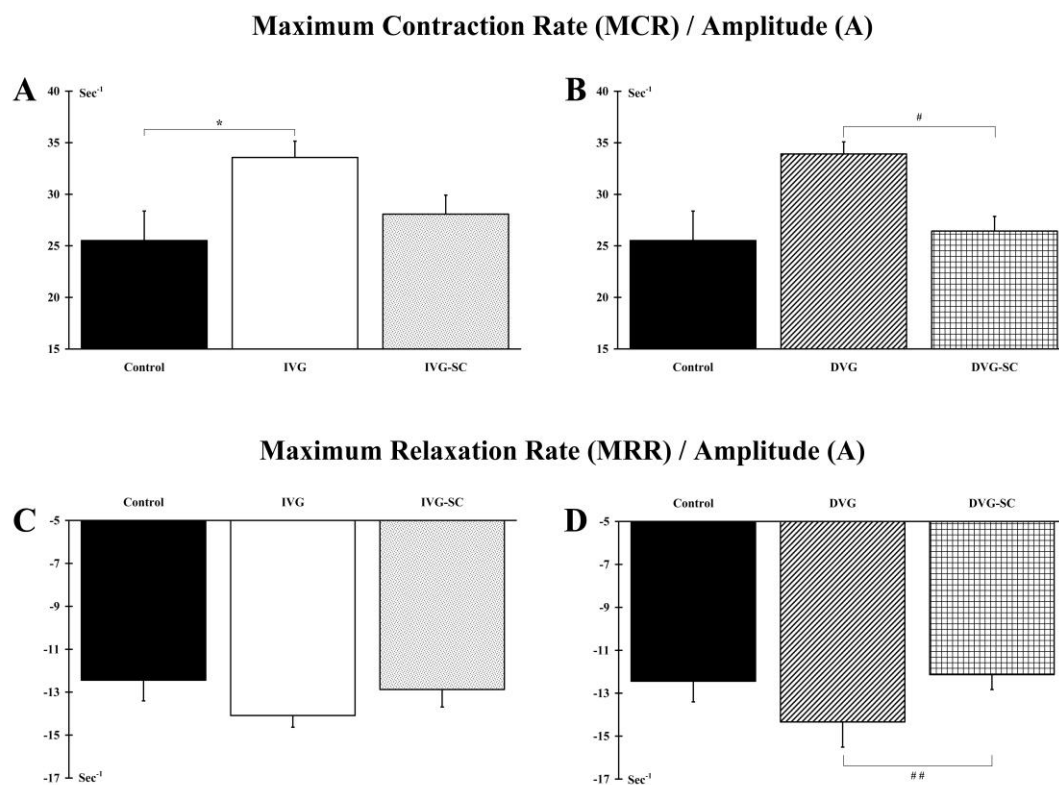 Maximum Contraction Rate (MCR) / Amplitude (A)
A
Sec⁻¹
40
35
30
25
20
15
*
Control IVG IVG-SC
B
Sec⁻¹
40
35
30
25
20
15
#
Control DVG DVG-SC
Maximum Relaxation Rate (MRR) / Amplitude (A)
C
Control IVG IVG-SC
-5
-7
-9
-11
-13
-15
-17
Sec⁻¹
D
Control DVG DVG-SC
-5
-7
-9
-11
-13
-15
-17
Sec⁻¹
# #